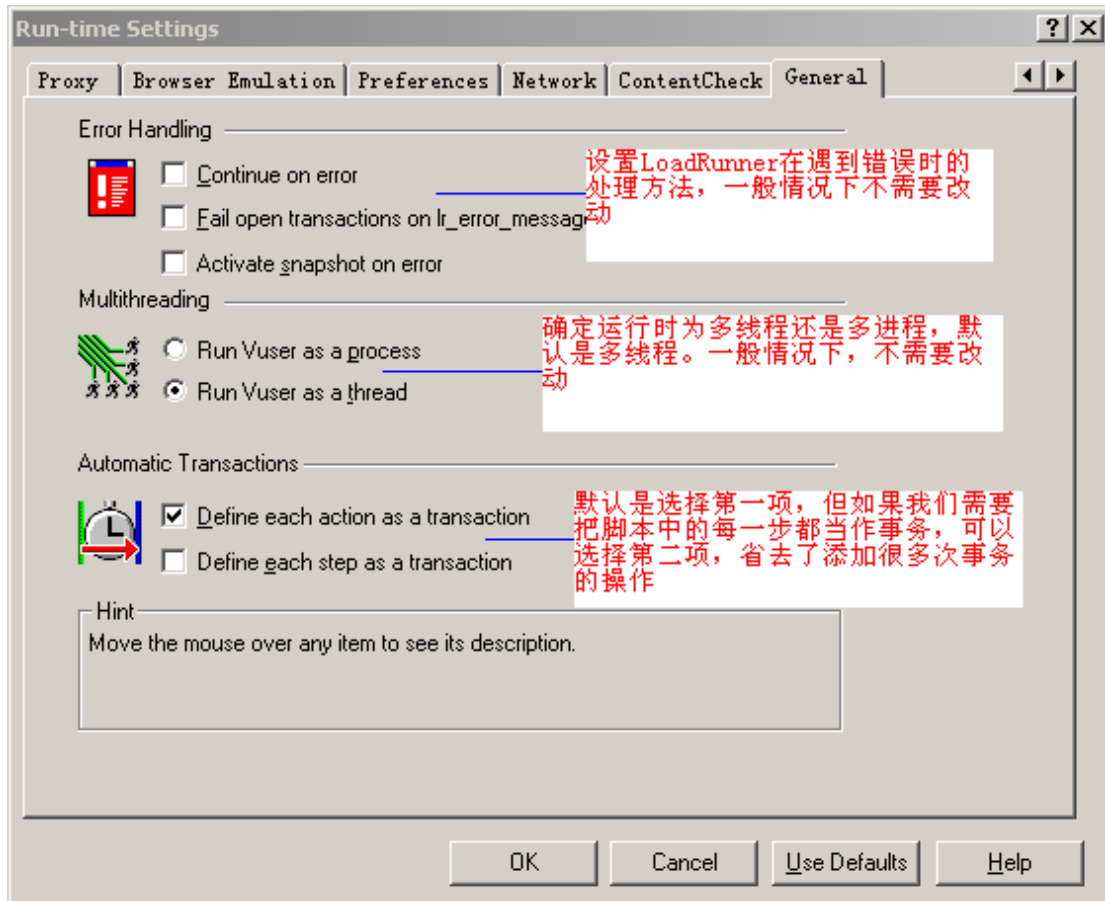 Run-time Settings
Proxy
Browser Emulation
Preferences
Network
ContentCheck
General
Error Handling
Continue on error
Fail open transactions on lr_error_messag
Activate snapshot on error
设置LoadRunner在遇到错误时的
处理方法，一般情况下不需要改
动
Multithreading
Run Vuser as a process
Run Vuser as a thread
确定运行时为多线程还是多进程，默
认是多线程。一般情况下，不需要改
动
Automatic Transactions
Define each action as a transaction
Define each step as a transaction
默认是选择第一项，但如果我们需要
把脚本中的每一步都当作事务，可以
选择第二项，省去了添加很多次事务
的操作
Hint
Move the mouse over any item to see its description.
OK
Cancel
Use Defaults
Help